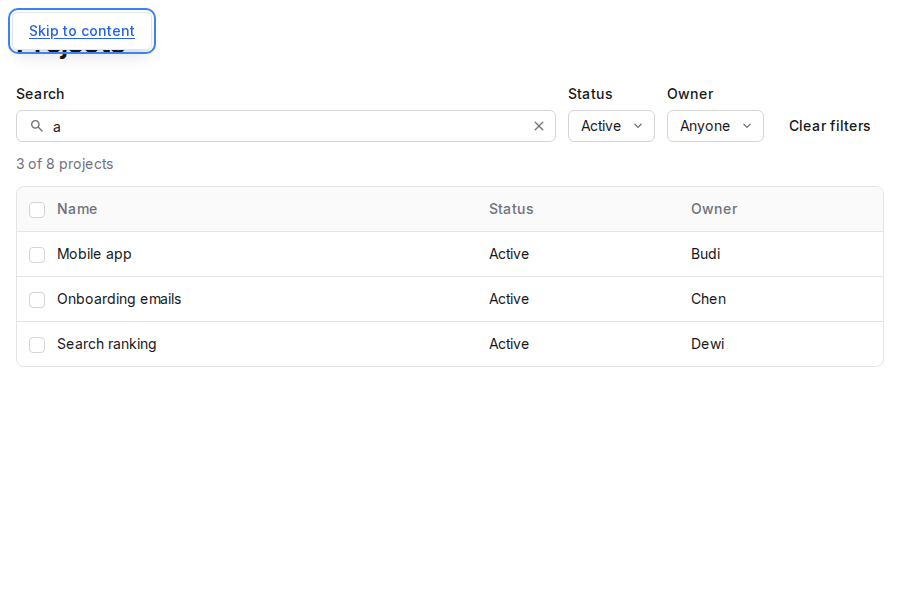 Skip to content
Search
Status
Owner
a
Active
Anyone
Clear filters
3 of 8 projects
Name Status Owner
Mobile app Active Budi
Onboarding emails Active Chen
Search ranking Active Dewi